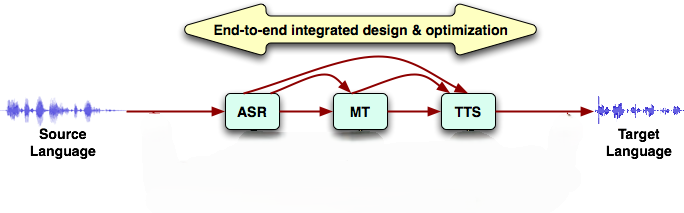 End-to-end integrated design & optimization
ASR
MT
TTS
Source
Language
Target
Language